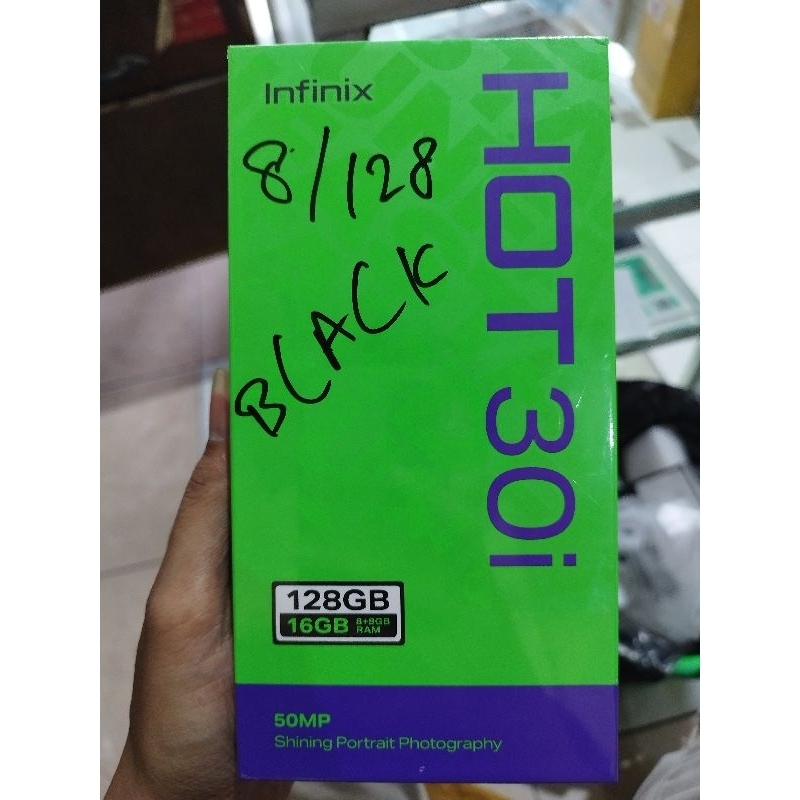 Infinix
HOT 30i
8/128
BLACK
128GB
16GB 8+8GB RAM
50MP
Shining Portrait Photography